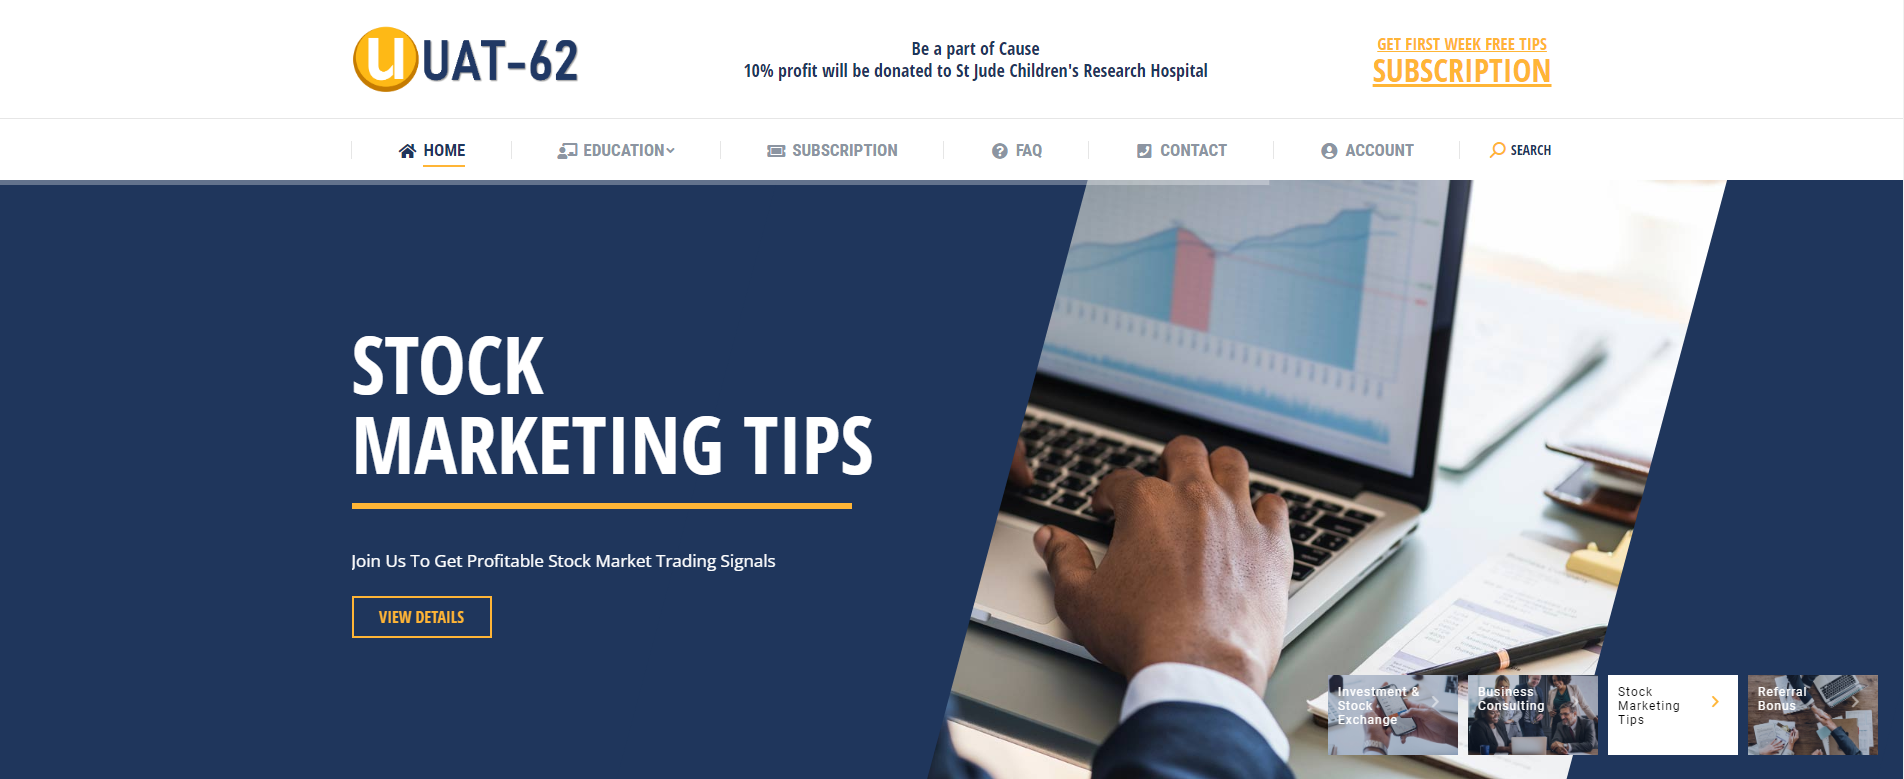 UAT-62
Be a part of Cause
10% profit will be donated to St Jude Children's Research Hospital
GET FIRST WEEK FREE TIPS
SUBSCRIPTION
HOME
EDUCATION
SUBSCRIPTION
FAQ
CONTACT
ACCOUNT
SEARCH
STOCK
MARKETING TIPS
Join Us To Get Profitable Stock Market Trading Signals
VIEW DETAILS
Investment &
Stock
Exchange
Business
Consulting
Stock
Marketing
Tips
Referral
Bonus